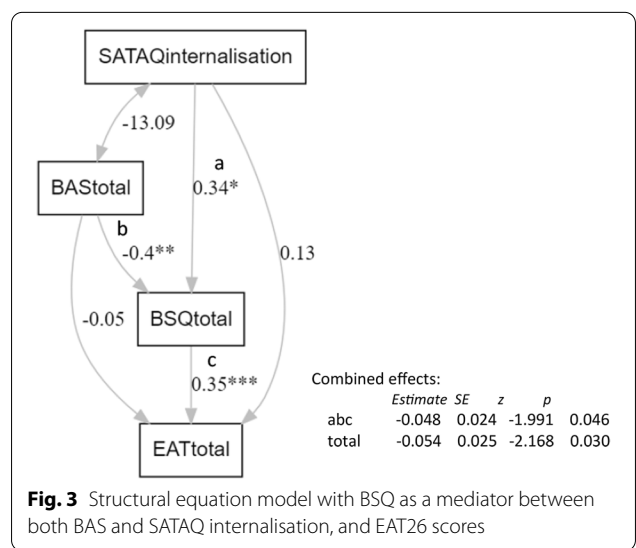 SATAQinternalisation
-13.09
a
BAStotal
0.34*
b
-0.4**
0.13
BSQtotal
-0.05
c
0.35***
Combined effects:
Estimate SE z p
abc -0.048 0.024 -1.991 0.046
total -0.054 0.025 -2.168 0.030
EATtotal
Fig. 3 Structural equation model with BSQ as a mediator between
both BAS and SATAQ internalisation, and EAT26 scores